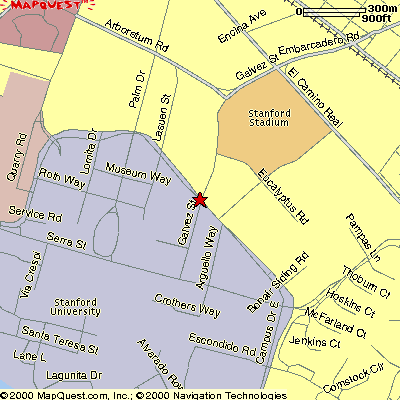 MAPQUEST
0 300m
900ft
Encina Ave
Arboretum Rd
Embarcadero Rd
Galvez St
El Camino Real
Palm Dr
Lasuen St
Stanford
Stadium
Quarry Rd
Lomita Dr
Museum Way
Roth Way
Eucalyptus Rd
Service Rd
Galvez St
Arguello Way
Serra St
Pampas Ln
Via Crespi
Bonair Siding Rd
Thoburn Ct
Hoskins Ct
Stanford
University
Crothers Way
McFarland Ct
Campus Dr E
Santa Teresa St
Escondido Rd
Jenkins Ct
Lane L
Alvarado Row
Lagunita Dr
Comstock Cir
©2000 MapQuest.com, Inc.; © 2000 Navigation Technologies